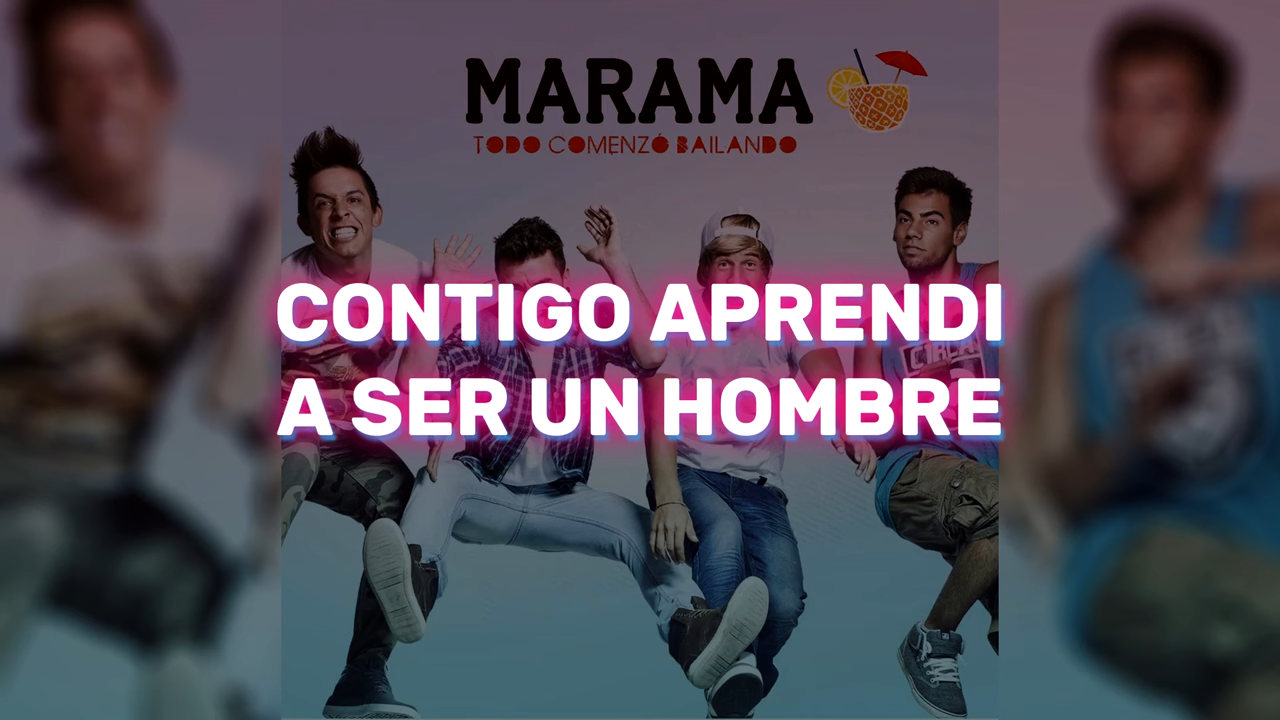 MARAMA
TODO COMENZÓ BAILANDO
CONTIGO APRENDI
A SER UN HOMBRE